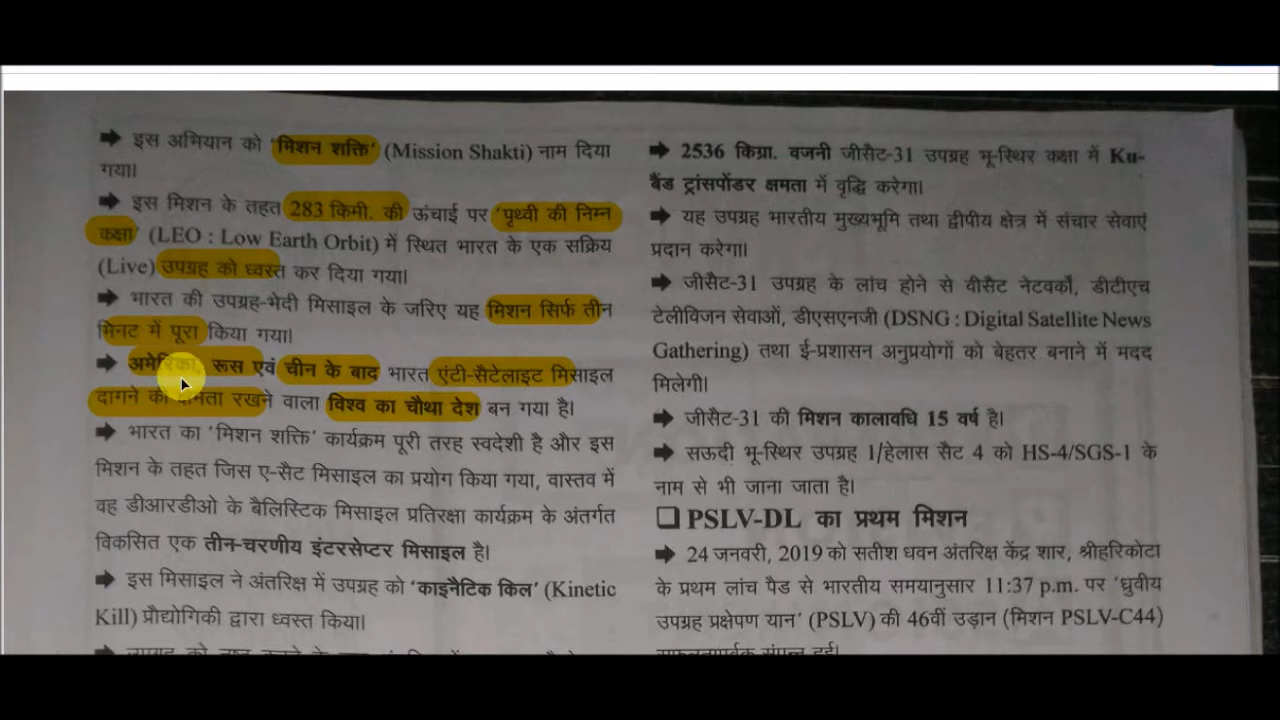 ➡ इस अभियान को 'मिशन शक्ति' (Mission Shakti) नाम दिया
गया।
➡ इस मिशन के तहत 283 किमी. की ऊंचाई पर 'पृथ्वी की निम्न
कक्षा' (LEO : Low Earth Orbit) में स्थित भारत के एक सक्रिय
(Live) उपग्रह को ध्वस्त कर दिया गया।
➡ भारत की उपग्रह-भेदी मिसाइल के जरिए यह मिशन सिर्फ तीन
मिनट में पूरा किया गया।
➡ अमेरिका, रूस एवं चीन के बाद भारत एंटी-सैटेलाइट मिसाइल
दागने की क्षमता रखने वाला विश्व का चौथा देश बन गया है।
➡ भारत का 'मिशन शक्ति' कार्यक्रम पूरी तरह स्वदेशी है और इस
मिशन के तहत जिस ए-सैट मिसाइल का प्रयोग किया गया, वास्तव में
वह डीआरडीओ के बैलिस्टिक मिसाइल प्रतिरक्षा कार्यक्रम के अंतर्गत
विकसित एक तीन-चरणीय इंटरसेप्टर मिसाइल है।
➡ इस मिसाइल ने अंतरिक्ष में उपग्रह को 'काइनैटिक किल' (Kinetic
Kill) प्रौद्योगिकी द्वारा ध्वस्त किया।
➡ 2536 किग्रा. वजनी जीसैट-31 उपग्रह भू-स्थिर कक्षा में Ku-
बैंड ट्रांसपोंडर क्षमता में वृद्धि करेगा।
➡ यह उपग्रह भारतीय मुख्यभूमि तथा द्वीपीय क्षेत्र में संचार सेवाएं
प्रदान करेगा।
➡ जीसैट-31 उपग्रह के लांच होने से वीसैट नेटवर्कों, डीटीएच
टेलीविजन सेवाओं, डीएसएनजी (DSNG : Digital Satellite News
Gathering) तथा ई-प्रशासन अनुप्रयोगों को बेहतर बनाने में मदद
मिलेगी।
➡ जीसैट-31 की मिशन कालावधि 15 वर्ष है।
➡ सऊदी भू-स्थिर उपग्रह 1/हेलास सैट 4 को HS-4/SGS-1 के
नाम से भी जाना जाता है।
❑ PSLV-DL का प्रथम मिशन
➡ 24 जनवरी, 2019 को सतीश धवन अंतरिक्ष केंद्र शार, श्रीहरिकोटा
के प्रथम लांच पैड से भारतीय समयानुसार 11:37 p.m. पर 'ध्रुवीय
उपग्रह प्रक्षेपण यान' (PSLV) की 46वीं उड़ान (मिशन PSLV-C44)